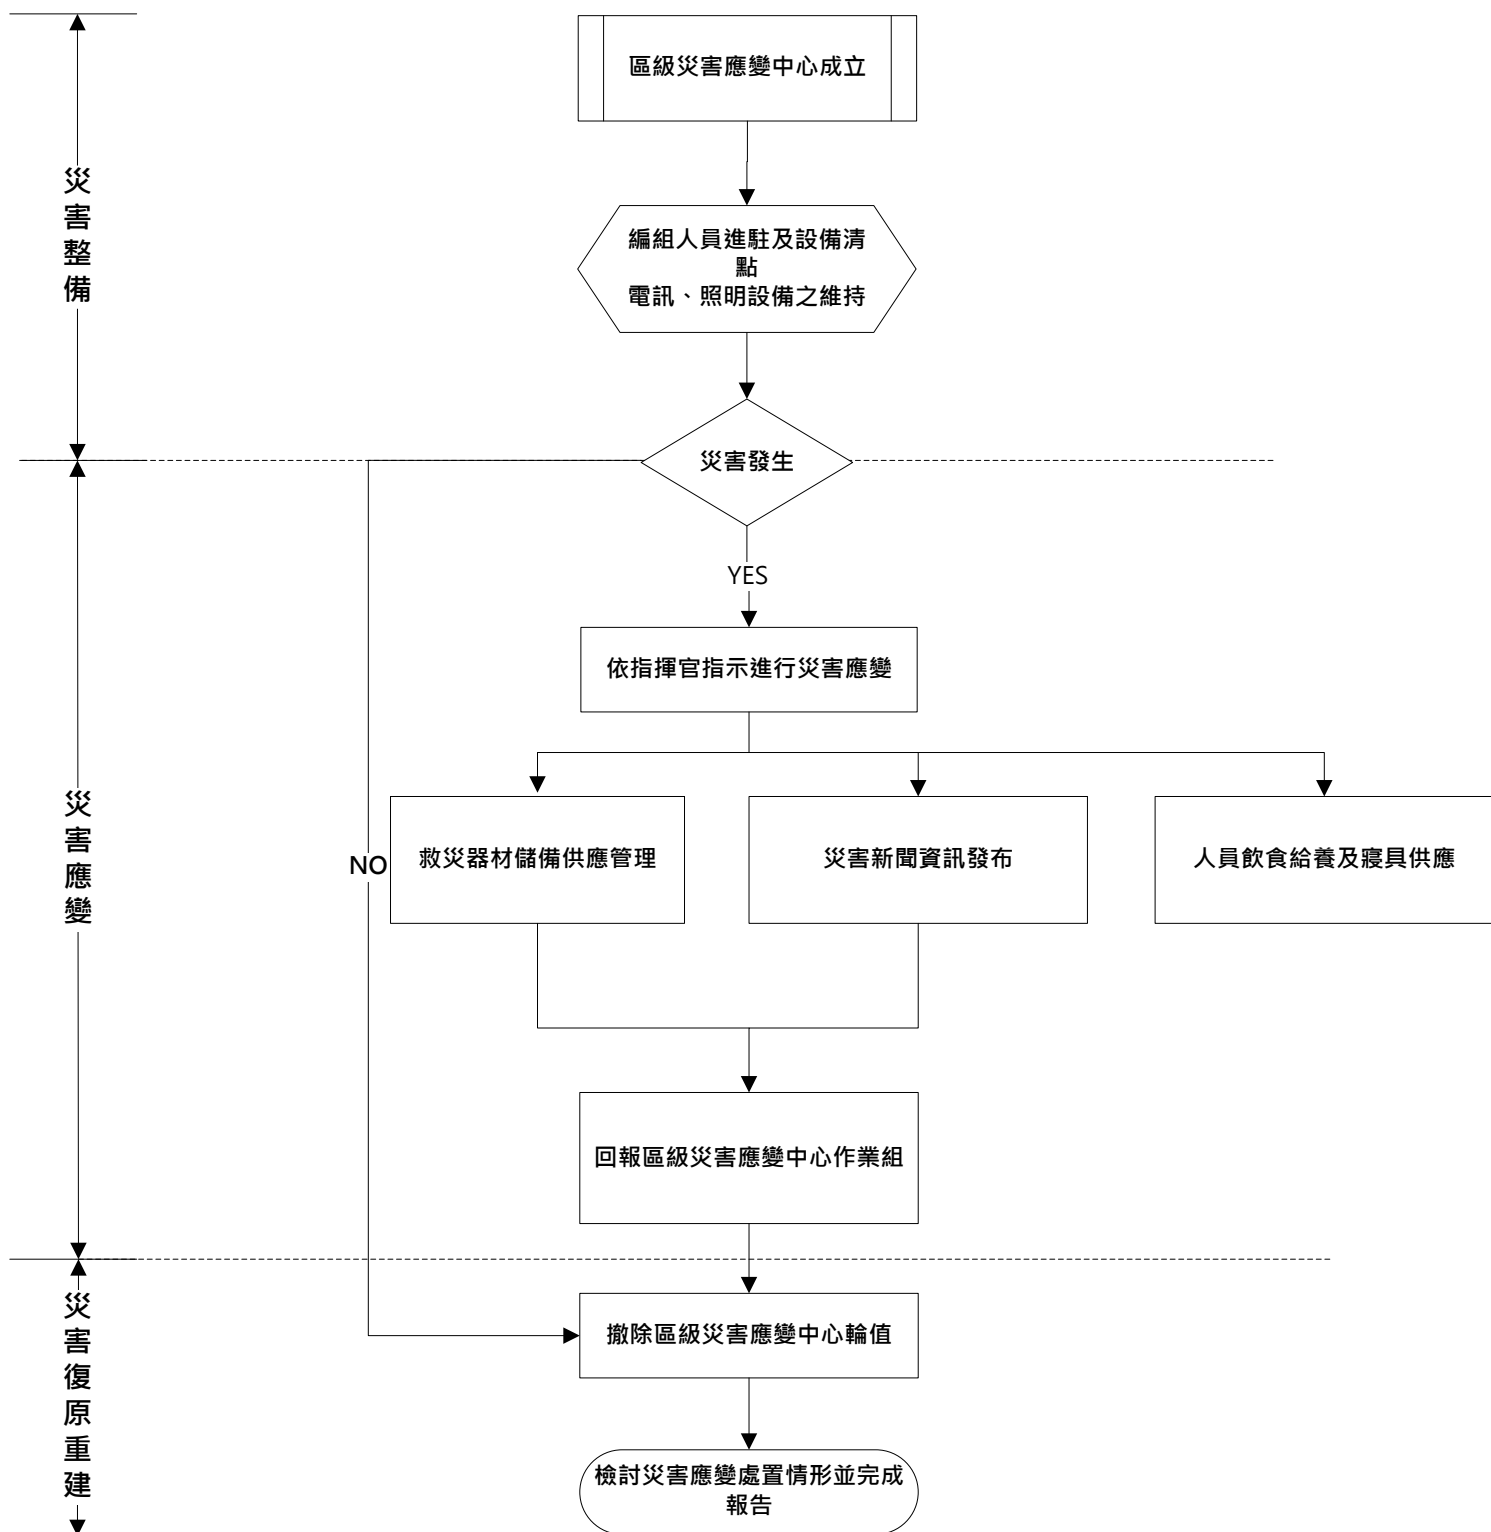 區級災害應變中心成立
災害整備
編組人員進駐及設備清
點
電訊、照明設備之維持
災害發生
YES
依指揮官指示進行災害應變
災害應變
NO
救災器材儲備供應管理
災害新聞資訊發布
人員飲食給養及寢具供應
回報區級災害應變中心作業組
災害復原重建
撤除區級災害應變中心輪值
檢討災害應變處置情形並完成
報告